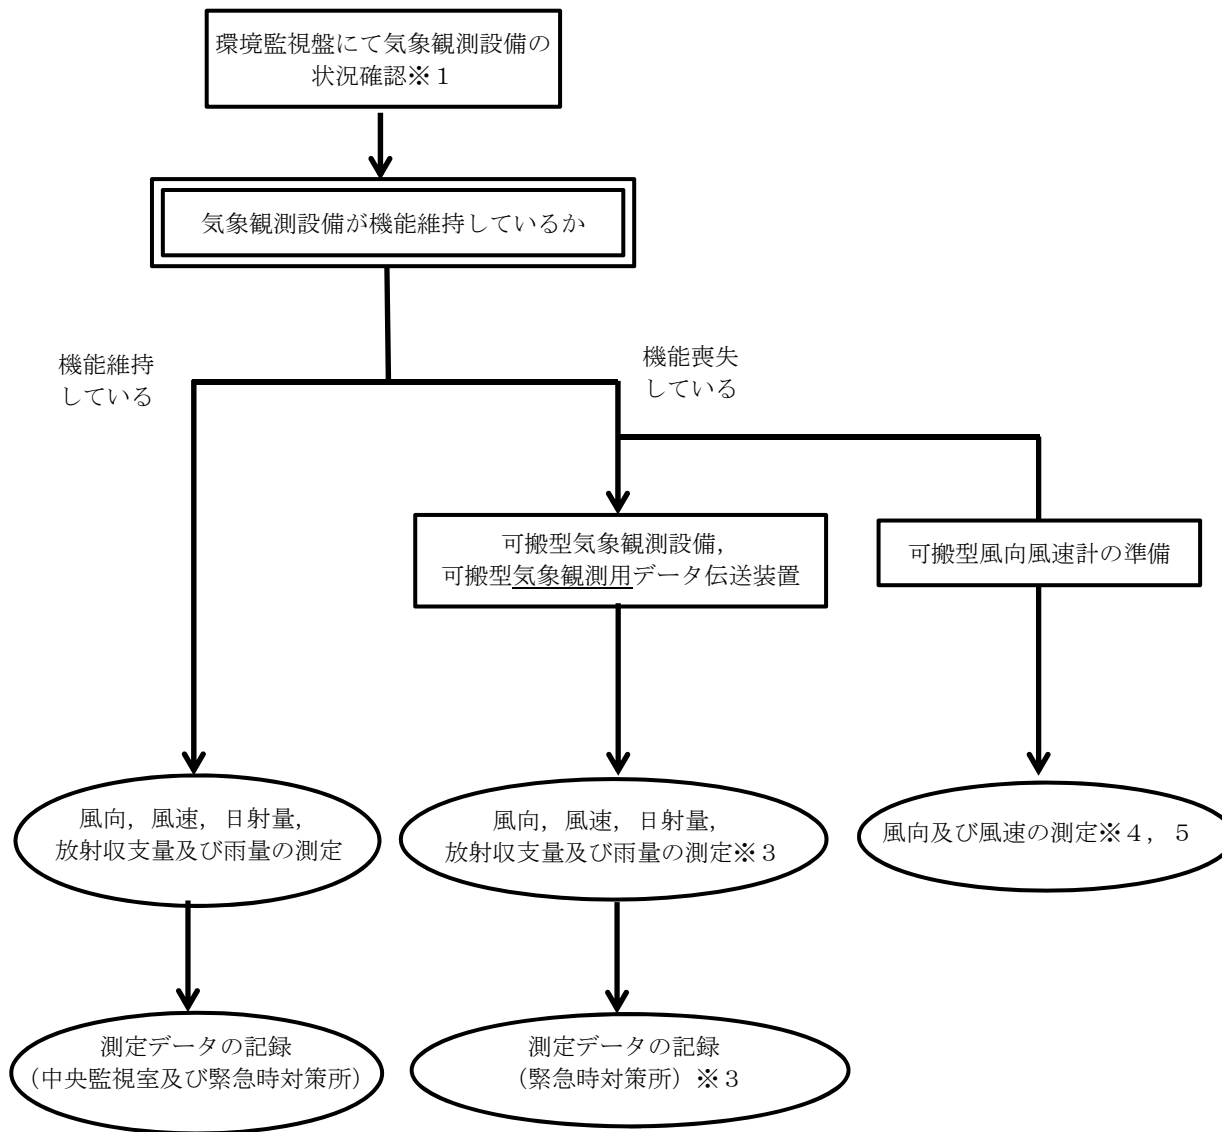 環境監視盤にて気象観測設備の
状況確認※１
気象観測設備が機能維持しているか
機能維持
している
機能喪失
している
可搬型気象観測設備，
可搬型気象観測用データ伝送装置
可搬型風向風速計の準備
風向，風速，日射量，
放射収支量及び雨量の測定
風向，風速，日射量，
放射収支量及び雨量の測定※３
風向及び風速の測定※４，５
測定データの記録
（中央監視室及び緊急時対策所）
測定データの記録
（緊急時対策所）※３